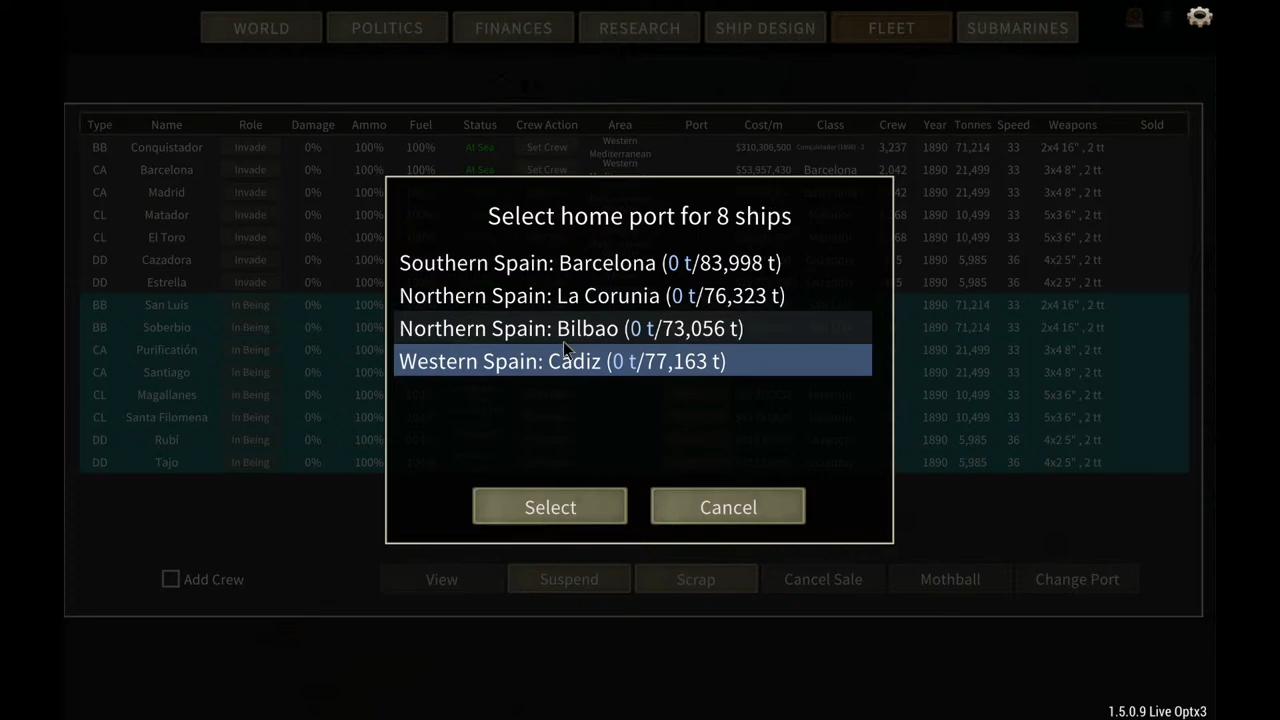 WORLD POLITICS FINANCES RESEARCH SHIP DESIGN FLEET SUBMARINES
Type Name Role Damage Ammo Fuel Status Crew Action Area Port Cost/m Class Crew Year Tonnes Speed Weapons Sold
BB Conquistador Invade 0% 100% 100% At Sea Set Crew Western Mediterranean $310,306,500 Conquistador (1890) - 2 3,237 1890 71,214 33 2x4 16" , 2 tt
CA Barcelona Invade 0% 100% 100% At Sea Set Crew Western $53,957,430 Barcelona 2,042 1890 21,499 33 3x4 8" , 2 tt
CA Madrid Invade 1890 21,499 33 3x4 8" , 2 tt
CL Matador Invade 1890 10,499 33 5x3 6" , 2 tt
CL El Toro Invade 0% 1890 10,499 33 5x3 6" , 2 tt
DD Cazadora Invade 0% 1890 5,985 36 4x2 5" , 2 tt
DD Estrella Invade 0% 1890 5,985 36 4x2 5" , 2 tt
BB San Luis In Being 0% 100% 1890 71,214 33 2x4 16" , 2 tt
BB Soberbio In Being 0% 100% 1890 71,214 33 2x4 16" , 2 tt
CA Purificatión In Being 0% 100% 1890 21,499 33 3x4 8" , 2 tt
CA Santiago In Being 0% 100% 1890 21,499 33 3x4 8" , 2 tt
CL Magallanes In Being 0% 100% 1890 10,499 33 5x3 6" , 2 tt
CL Santa Filomena In Being 0% 100% 1890 10,499 33 5x3 6" , 2 tt
DD Rubí In Being 0% 100% 1890 5,985 36 4x2 5" , 2 tt
DD Tajo In Being 0% 100% 1890 5,985 36 4x2 5" , 2 tt
Select home port for 8 ships
Southern Spain: Barcelona (0 t/83,998 t)
Northern Spain: La Corunia (0 t/76,323 t)
Northern Spain: Bilbao (0 t/73,056 t)
Western Spain: Cadiz (0 t/77,163 t)
Select Cancel
Add Crew View Suspend Scrap Cancel Sale Mothball Change Port
1.5.0.9 Live Optx3